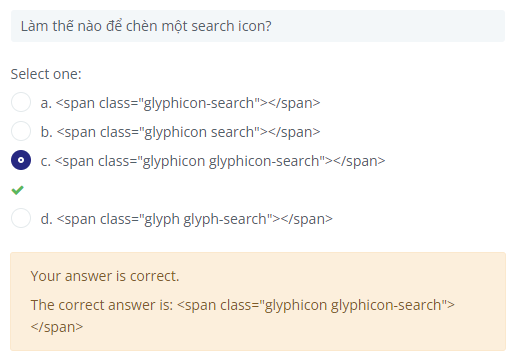 Làm thế nào để chèn một search icon?
Select one:
a. <span class="glyphicon-search"></span>
b. <span class="glyphicon search"></span>
c. <span class="glyphicon glyphicon-search"></span>
d. <span class="glyph glyph-search"></span>
Your answer is correct.
The correct answer is: <span class="glyphicon glyphicon-search">
</span>